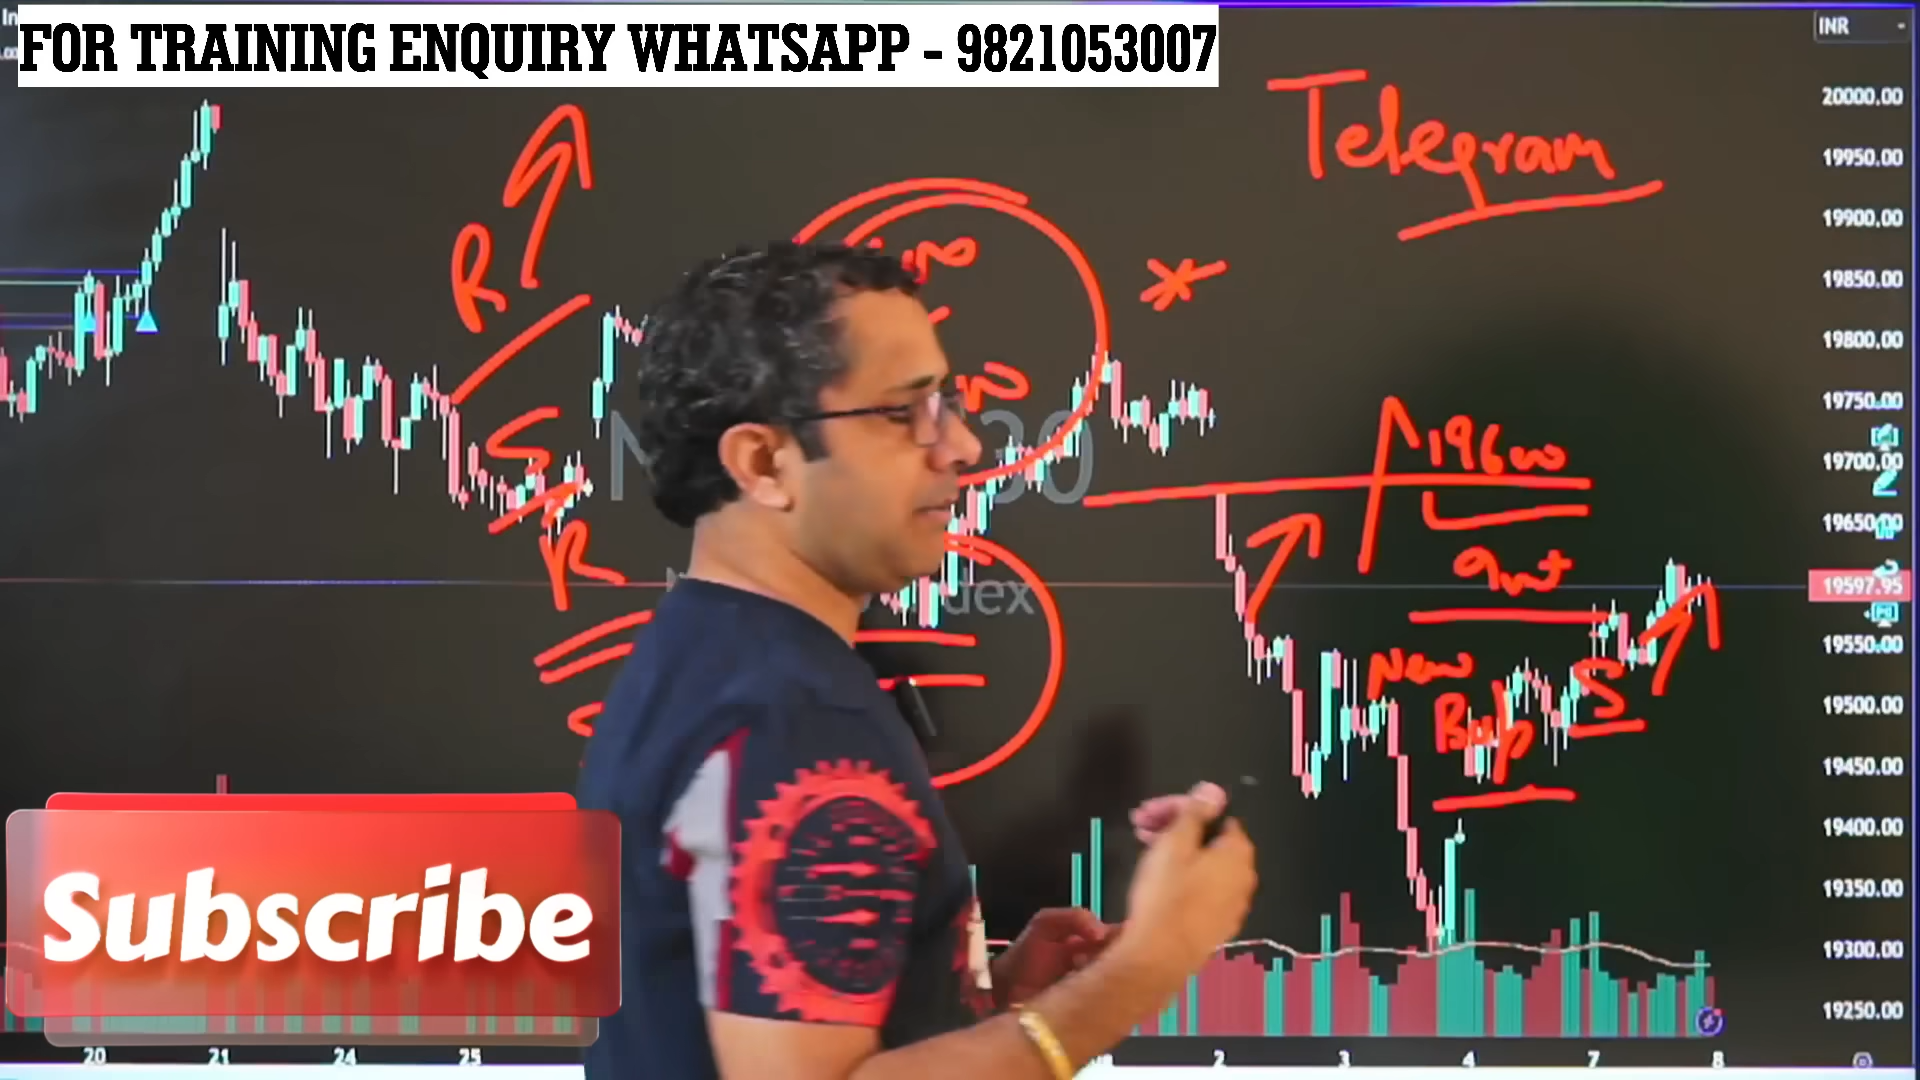 FOR TRAINING ENQUIRY WHATSAPP - 9821053007
INR
Telegram
20000.00
19950.00
19900.00
19850.00
19800.00
19750.00
19700.00
19650.00
19597.95
19550.00
19500.00
19450.00
19400.00
19350.00
19300.00
19250.00
R
S
R
30
19600
New
S
Subscribe
20 21 24 25 2 3 4 7 8